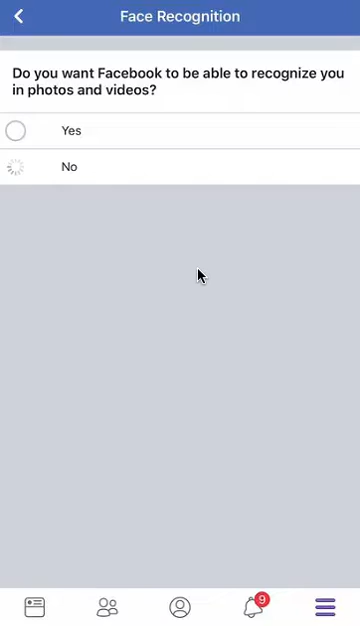 Face Recognition
Do you want Facebook to be able to recognize you
in photos and videos?
Yes
No
9